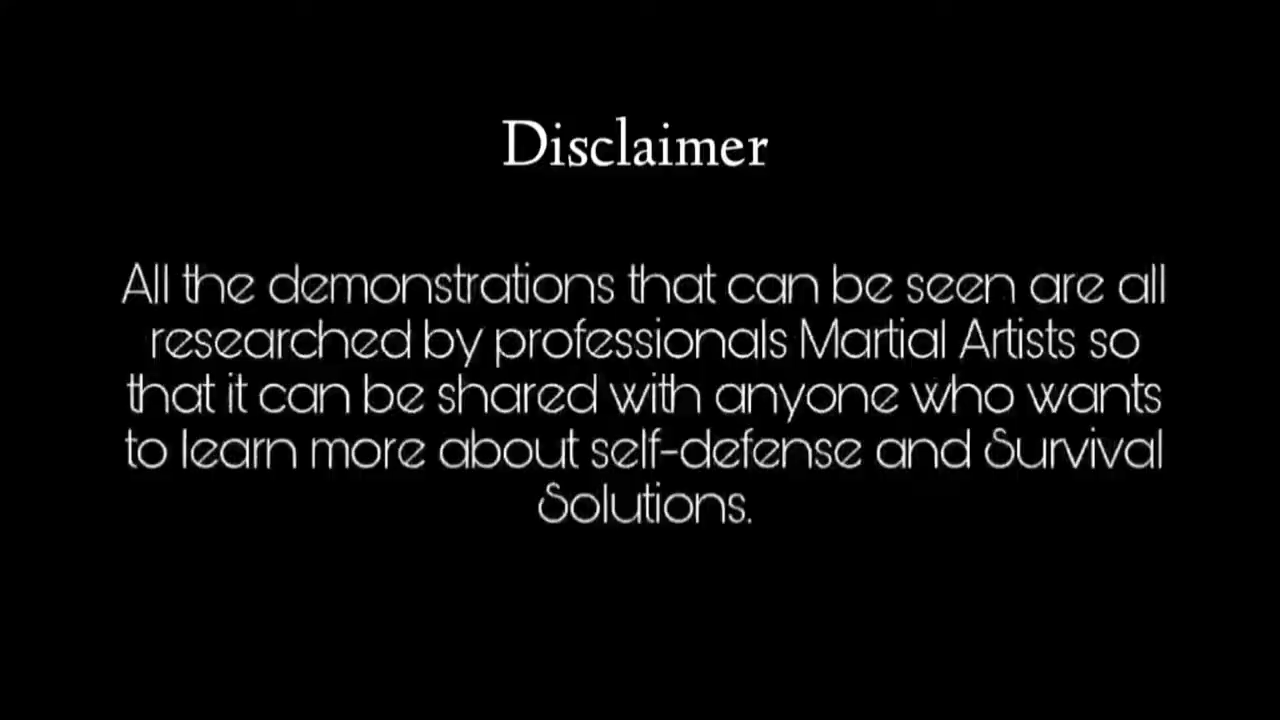 Disclaimer
All the demonstrations that can be seen are all
researched by professionals Martial Artists so
that it can be shared with anyone who wants
to learn more about self-defense and Survival
Solutions.